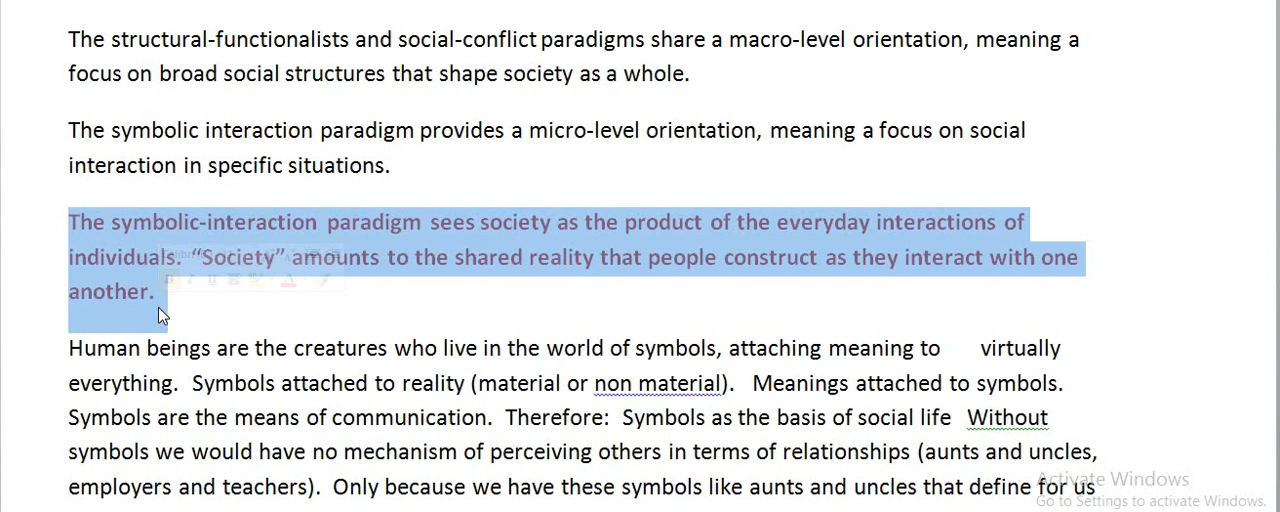 The structural-functionalists and social-conflict paradigms share a macro-level orientation, meaning a
focus on broad social structures that shape society as a whole.
The symbolic interaction paradigm provides a micro-level orientation, meaning a focus on social
interaction in specific situations.
The symbolic-interaction paradigm sees society as the product of the everyday interactions of
individuals. “Society” amounts to the shared reality that people construct as they interact with one
another.
Human beings are the creatures who live in the world of symbols, attaching meaning to virtually
everything. Symbols attached to reality (material or non material). Meanings attached to symbols.
Symbols are the means of communication. Therefore: Symbols as the basis of social life Without
symbols we would have no mechanism of perceiving others in terms of relationships (aunts and uncles,
employers and teachers). Only because we have these symbols like aunts and uncles that define for us
Activate Windows
Go to Settings to activate Windows.